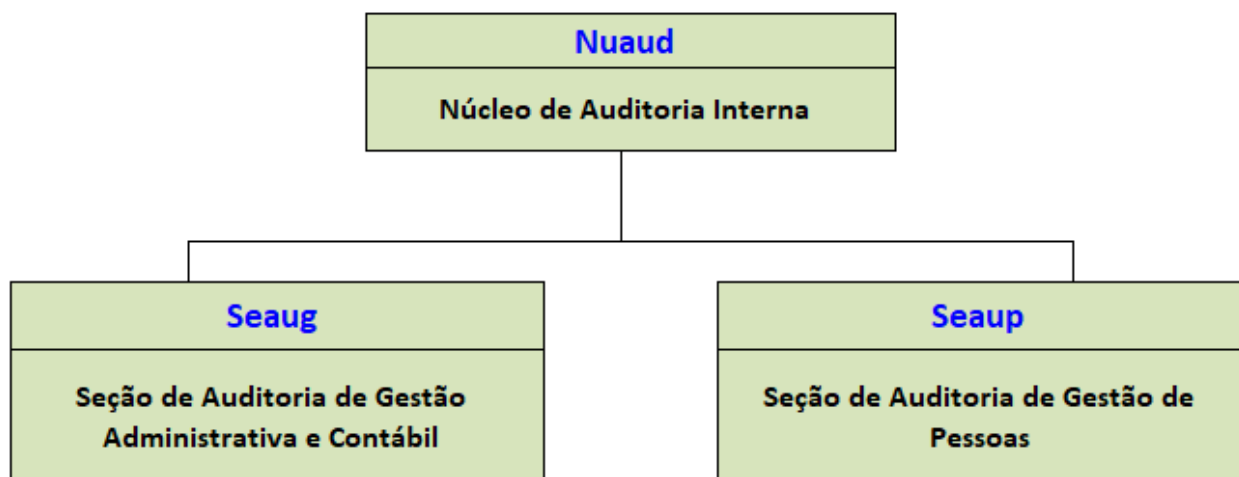 Nuaud
Núcleo de Auditoria Interna
Seaug
Seção de Auditoria de Gestão
Administrativa e Contábil
Seaup
Seção de Auditoria de Gestão de
Pessoas